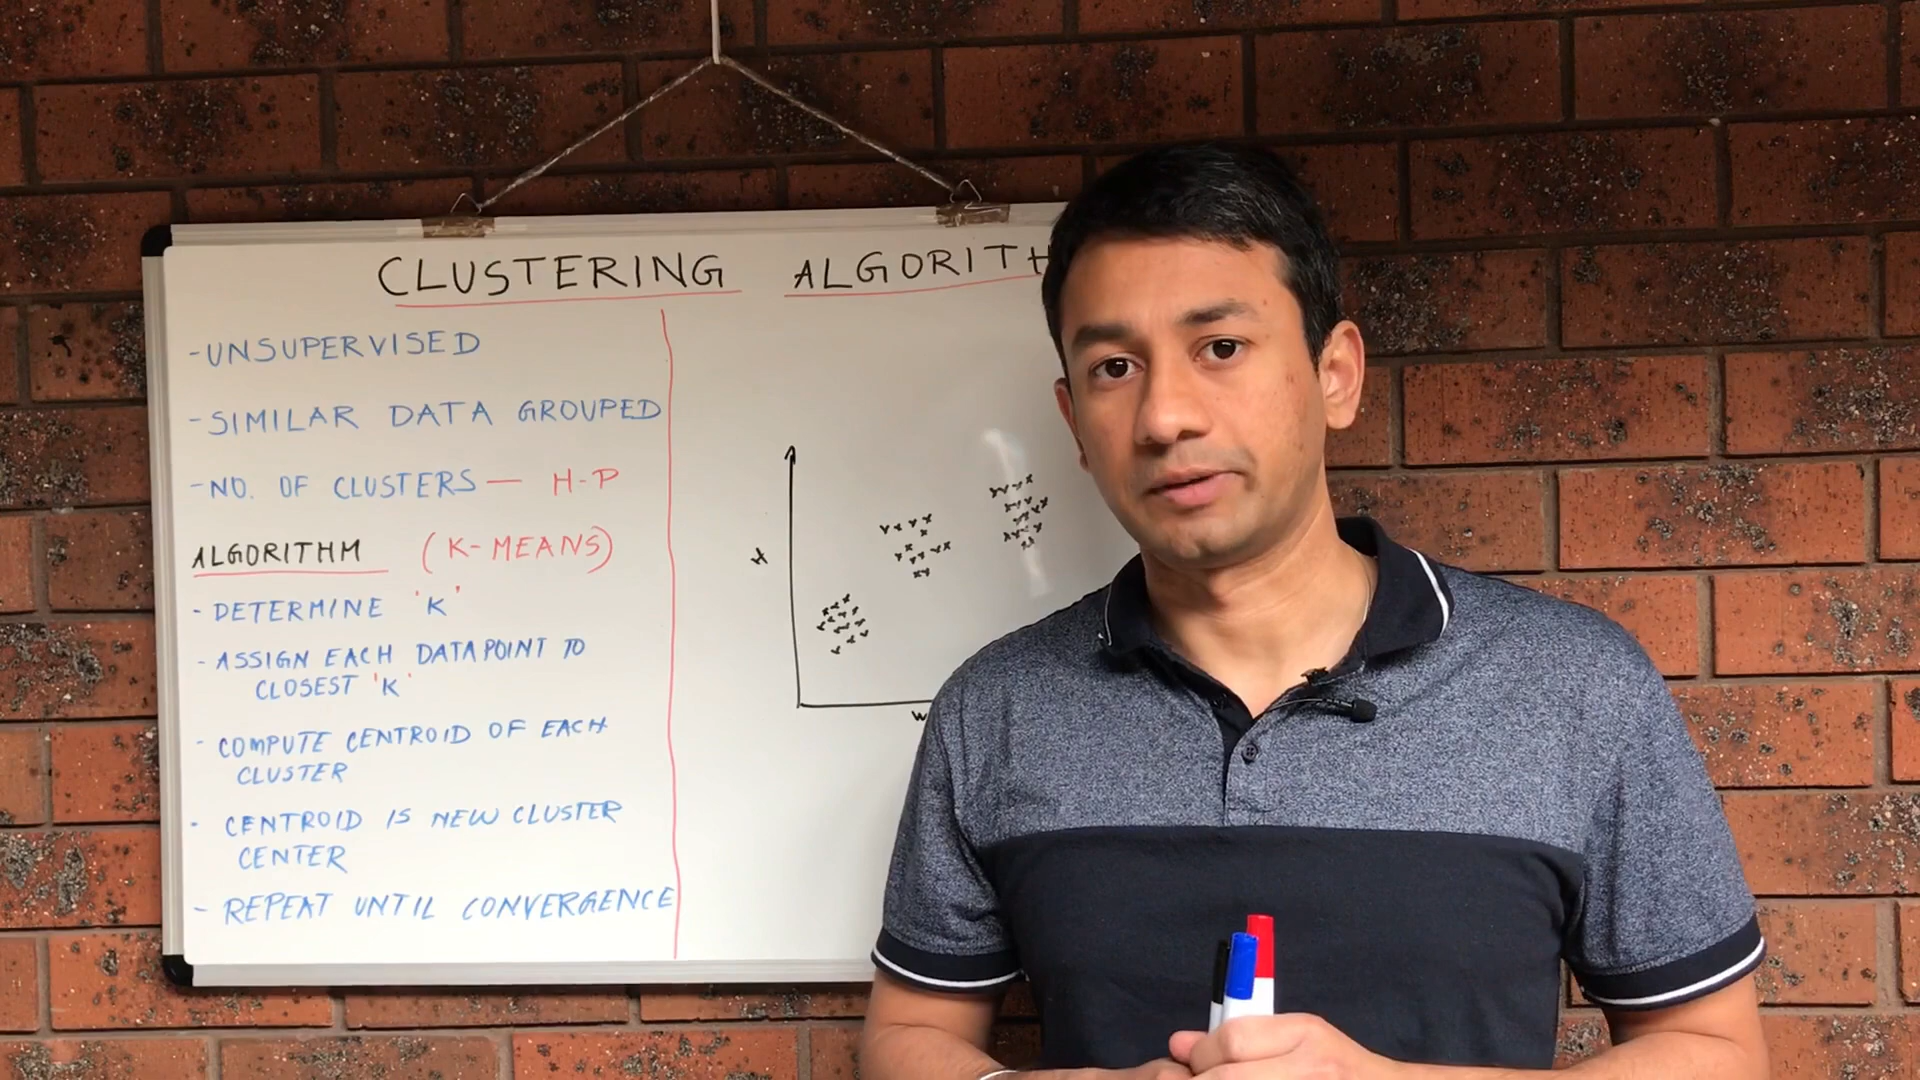 CLUSTERING ALGORITH
-UNSUPERVISED
-SIMILAR DATA GROUPED
-NO. OF CLUSTERS — H-P
ALGORITHM (K-MEANS)
- DETERMINE 'K'
- ASSIGN EACH DATAPOINT TO
CLOSEST 'K'
- COMPUTE CENTROID OF EACH
CLUSTER
- CENTROID IS NEW CLUSTER
CENTER
- REPEAT UNTIL CONVERGENCE
H
W